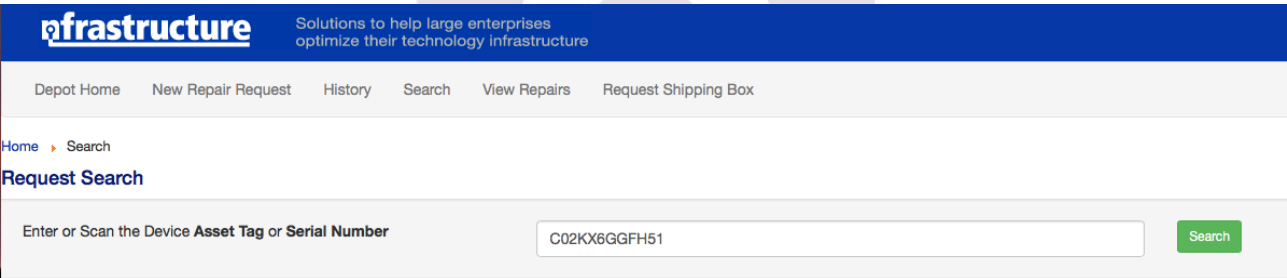 nfrastructure
Solutions to help large enterprises
optimize their technology infrastructure
Depot Home New Repair Request History Search View Repairs Request Shipping Box
Home Search
Request Search
Enter or Scan the Device Asset Tag or Serial Number C02KX6GGFH51 Search